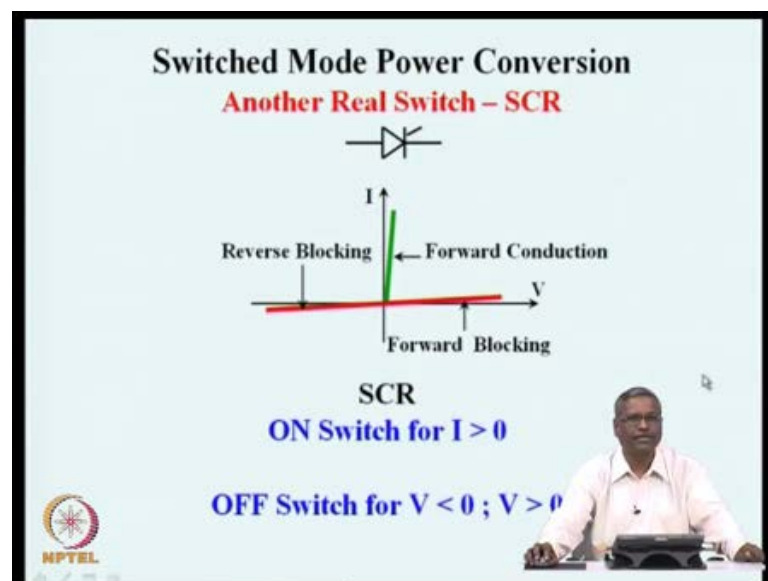 Switched Mode Power Conversion
Another Real Switch – SCR
I
Reverse Blocking
Forward Conduction
V
Forward Blocking
SCR
ON Switch for I > 0
OFF Switch for V < 0 ; V > 0
NPTEL